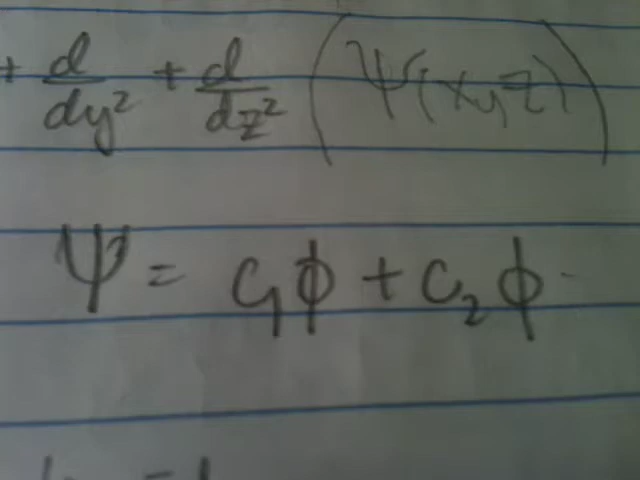 + d/dy² + d/dz² (Ψ(x,y,z))
Ψ = C₁ϕ + C₂ϕ